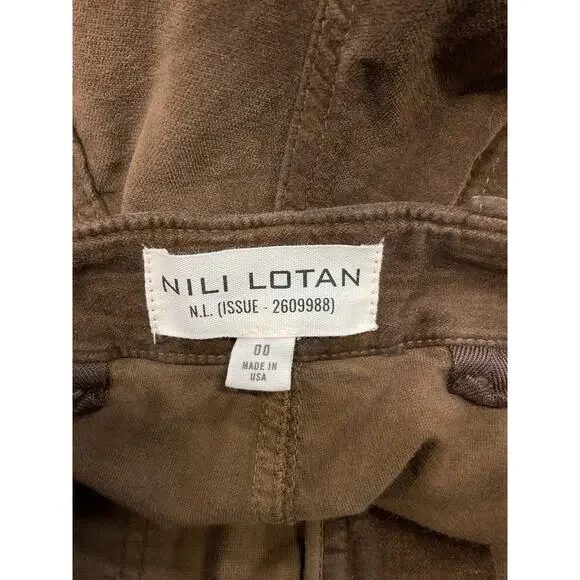 NILI LOTAN
N.L. (ISSUE - 2609988)
00
MADE IN
USA